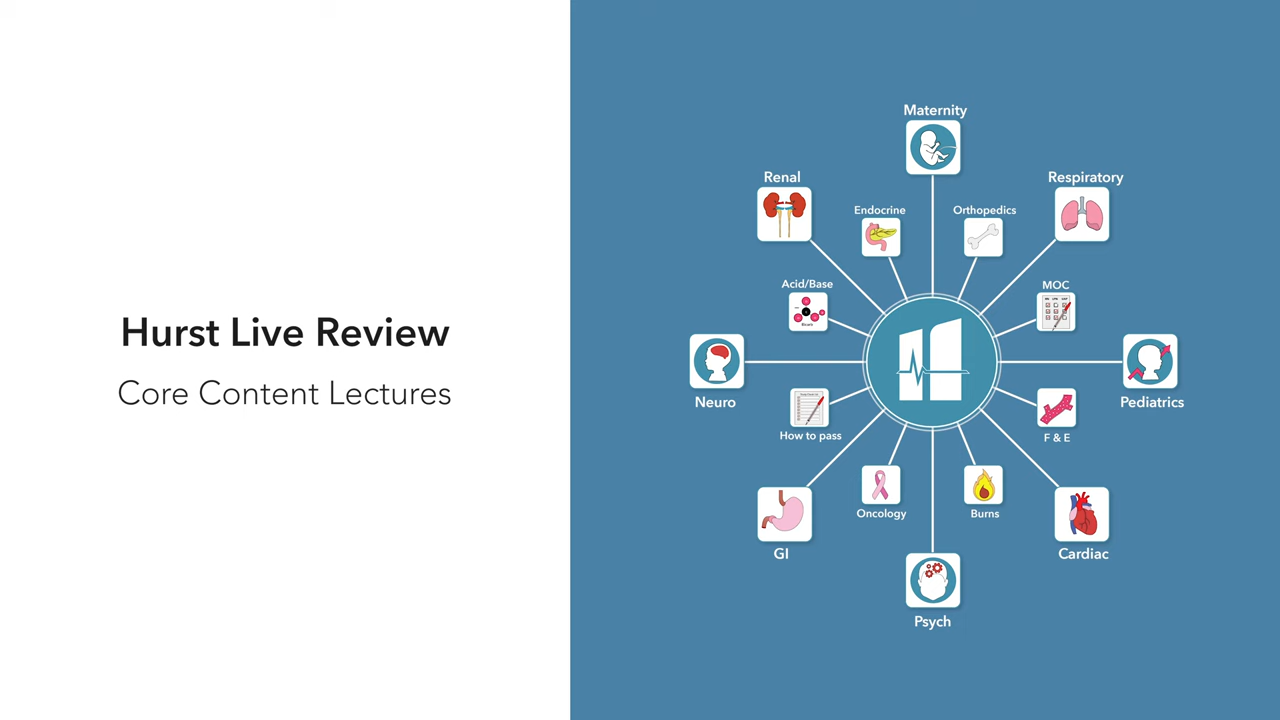 Hurst Live Review
Core Content Lectures
Maternity
Renal
Respiratory
Endocrine
Orthopedics
Acid/Base
MOC
Neuro
Pediatrics
How to pass
F & E
Oncology
Burns
GI
Cardiac
Psych